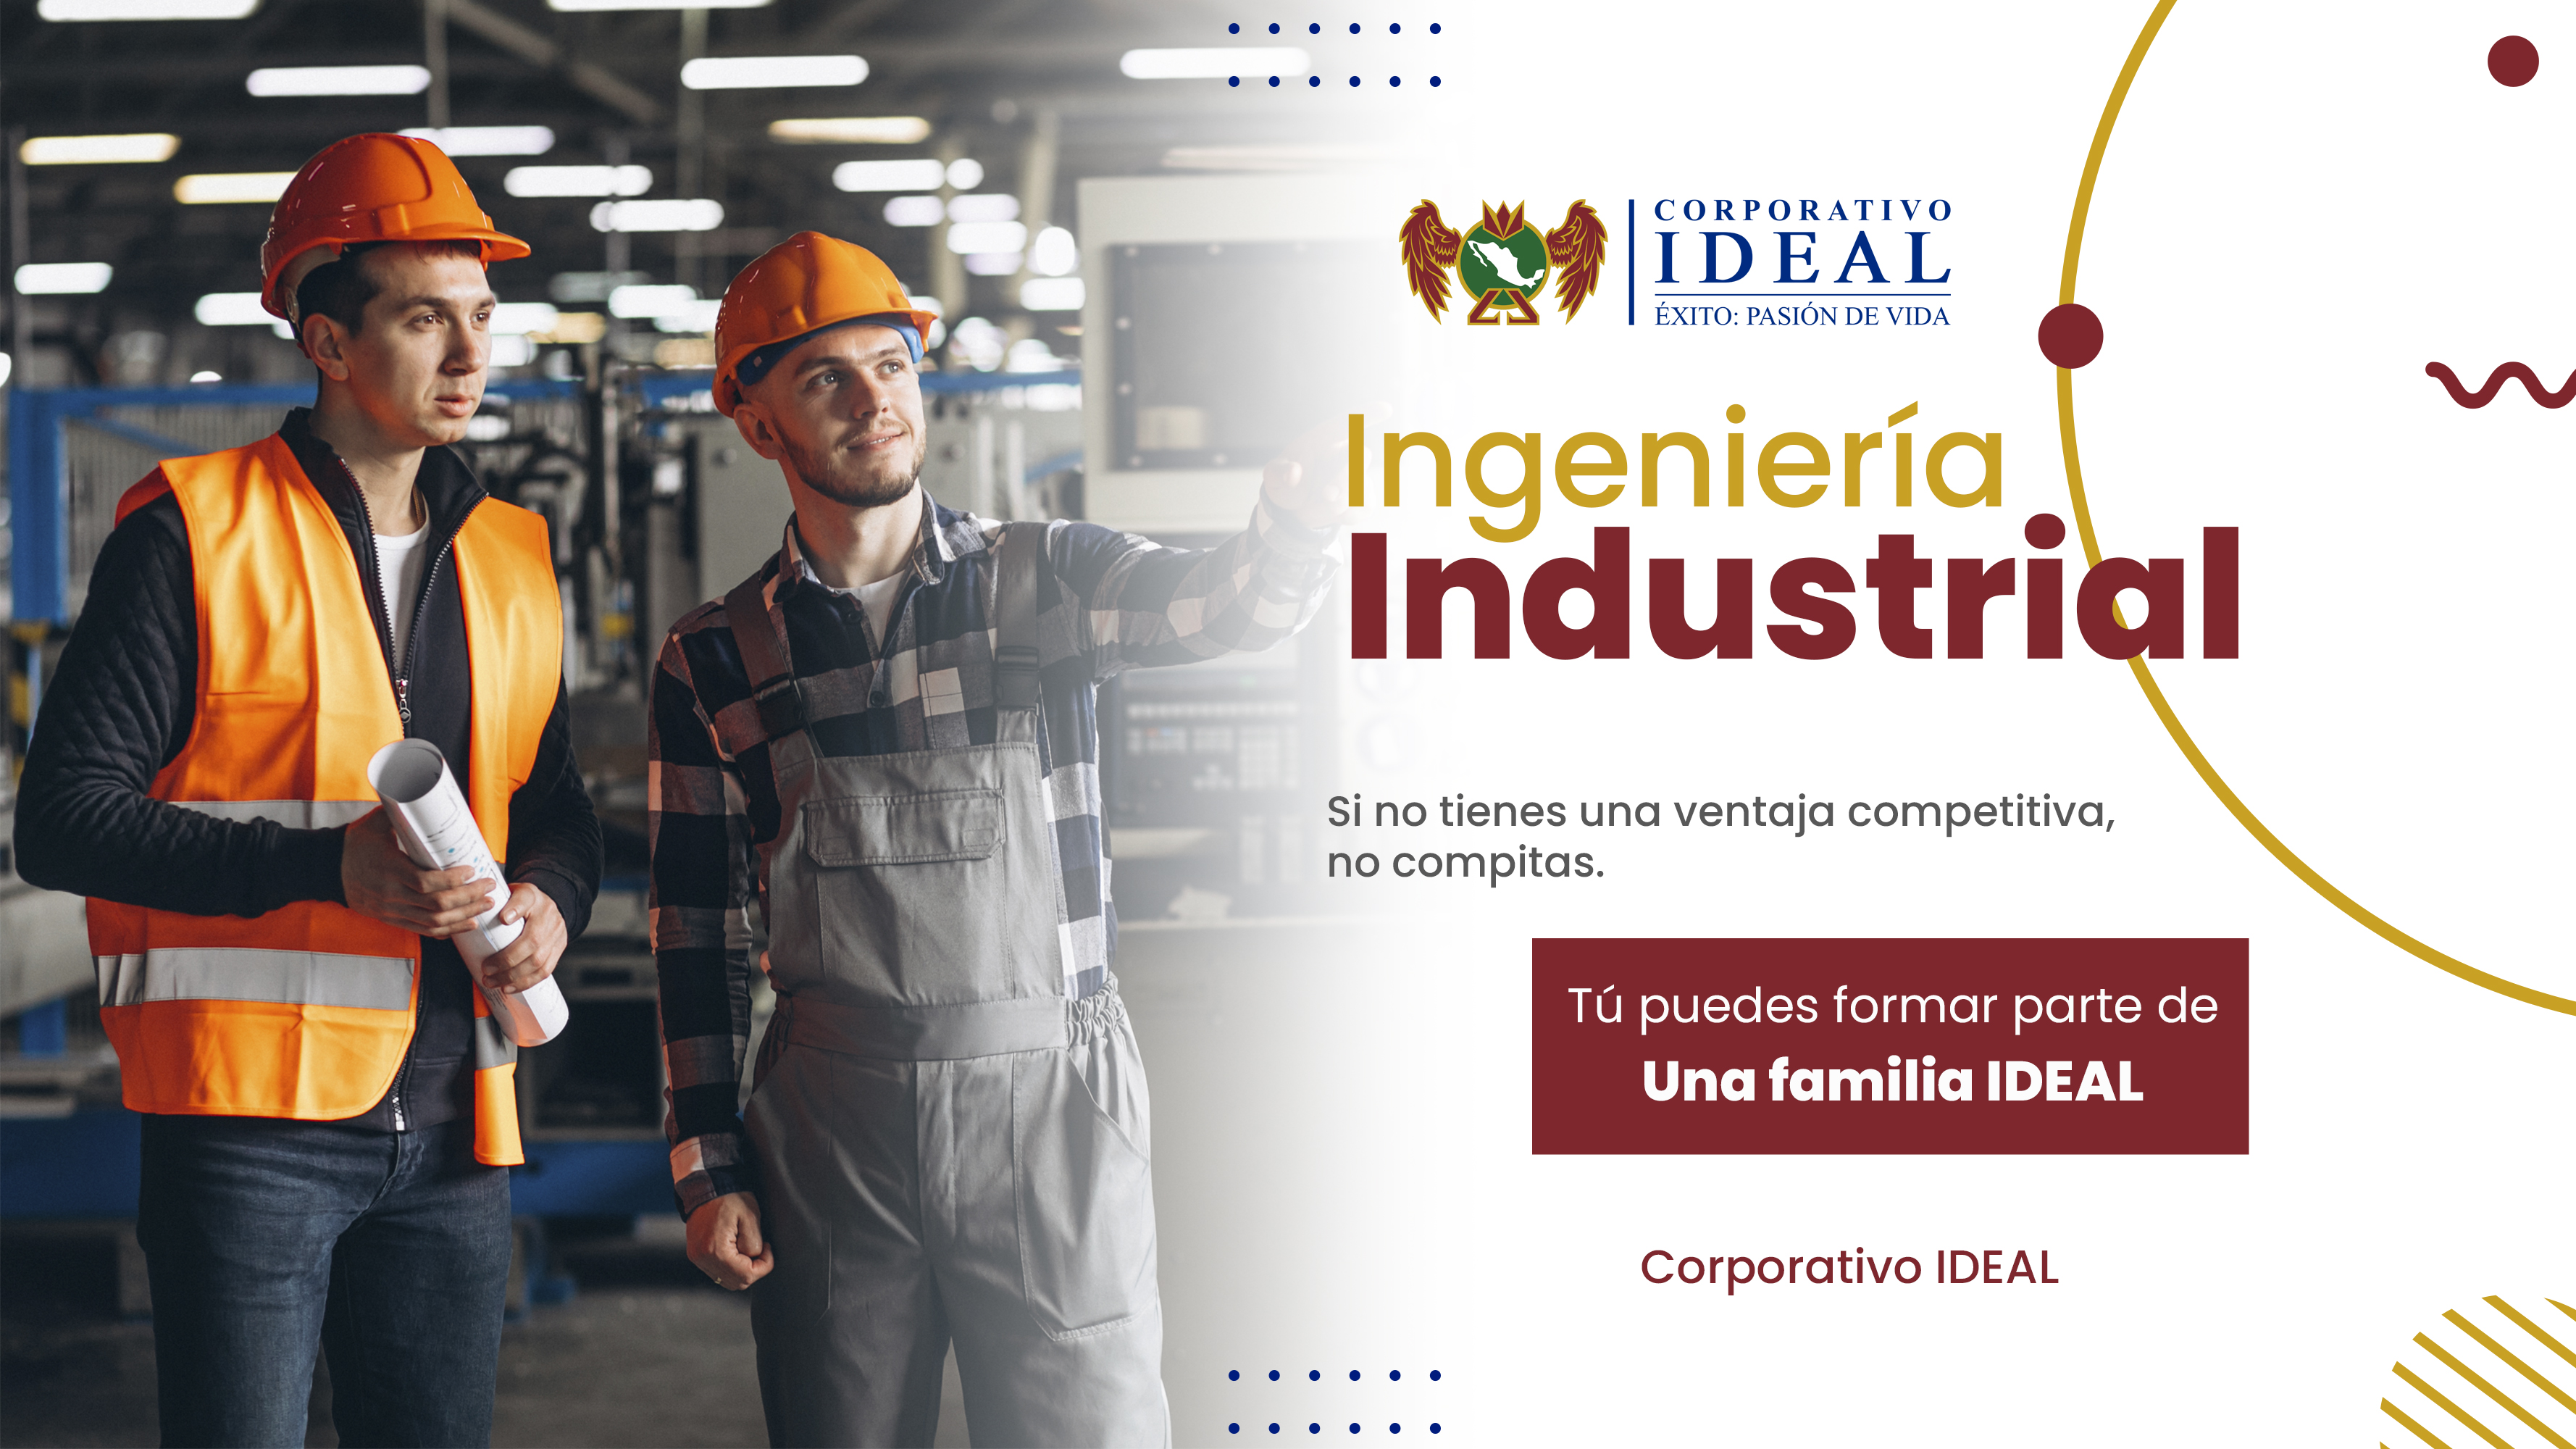 CORPORATIVO
IDEAL
ÉXITO: PASIÓN DE VIDA
Ingeniería
Industrial
Si no tienes una ventaja competitiva,
no compitas.
Tú puedes formar parte de
Una familia IDEAL
Corporativo IDEAL